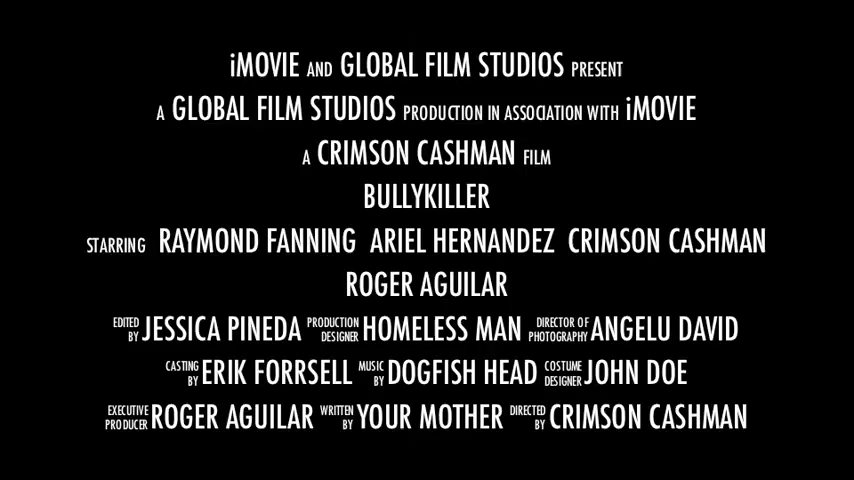 iMOVIE AND GLOBAL FILM STUDIOS PRESENT
A GLOBAL FILM STUDIOS PRODUCTION IN ASSOCIATION WITH iMOVIE
A CRIMSON CASHMAN FILM
BULLYKILLER
STARRING RAYMOND FANNING ARIEL HERNANDEZ CRIMSON CASHMAN
ROGER AGUILAR
EDITED BY JESSICA PINEDA PRODUCTION DESIGNER HOMELESS MAN DIRECTOR OF PHOTOGRAPHY ANGELU DAVID
CASTING BY ERIK FORRSELL MUSIC BY DOGFISH HEAD COSTUME DESIGNER JOHN DOE
EXECUTIVE PRODUCER ROGER AGUILAR WRITTEN BY YOUR MOTHER DIRECTED BY CRIMSON CASHMAN